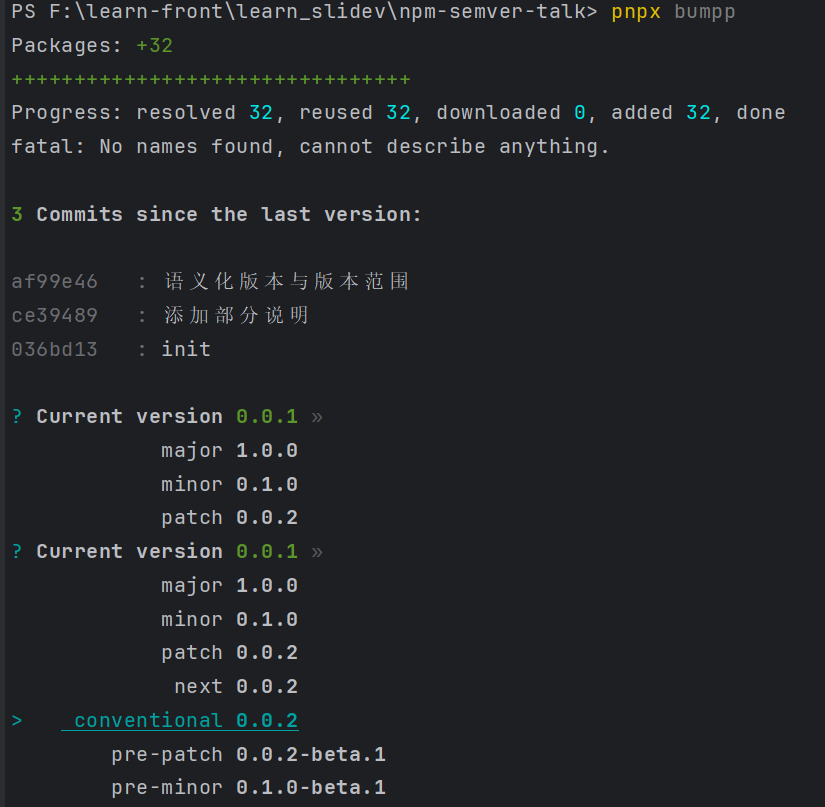 PS F:\learn-front\learn_slidev\npm-semver-talk> pnpx bumpp
Packages: +32
++++++++++++++++++++++++++++++++
Progress: resolved 32, reused 32, downloaded 0, added 32, done
fatal: No names found, cannot describe anything.
3 Commits since the last version:
af99e46 : 语义化版本与版本范围
ce39489 : 添加部分说明
036bd13 : init
? Current version 0.0.1 »
major 1.0.0
minor 0.1.0
patch 0.0.2
? Current version 0.0.1 »
major 1.0.0
minor 0.1.0
patch 0.0.2
next 0.0.2
> conventional 0.0.2
pre-patch 0.0.2-beta.1
pre-minor 0.1.0-beta.1